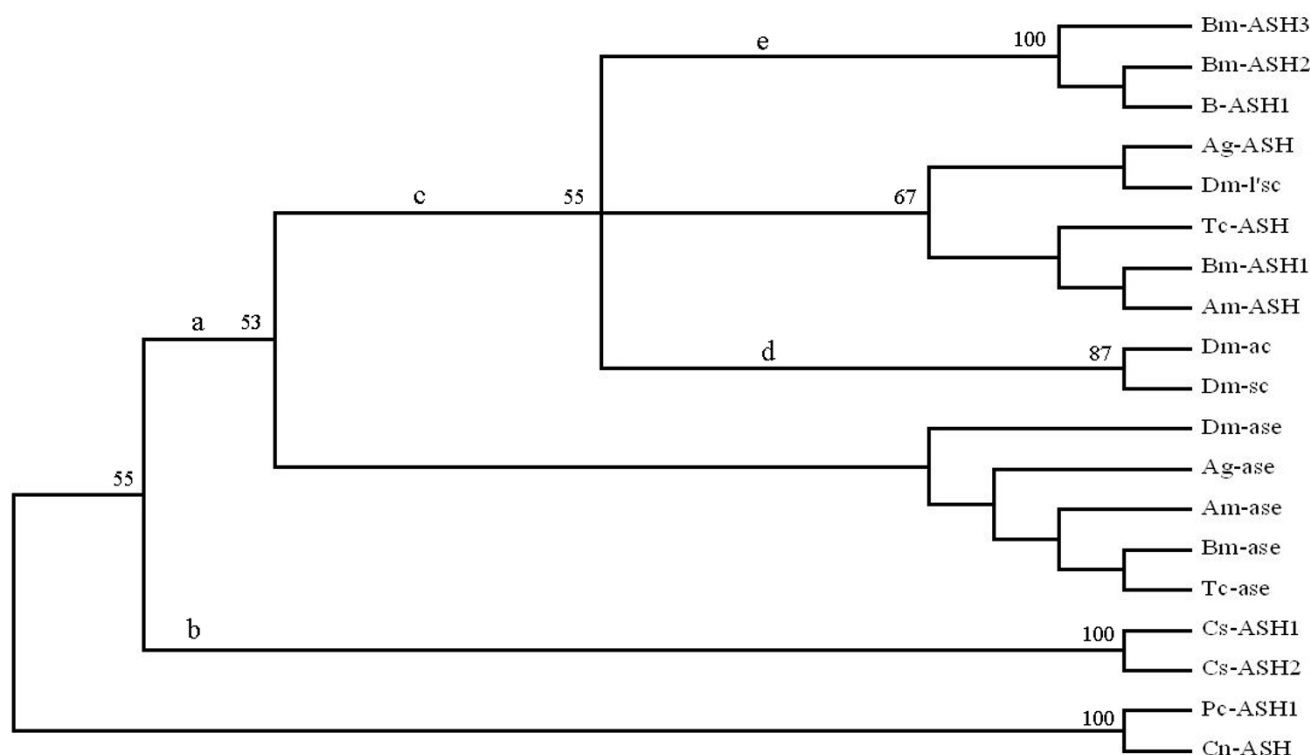 Bm-ASH3
e
100
Bm-ASH2
B-ASH1
Ag-ASH
Dm-l'sc
c
55
67
Tc-ASH
Bm-ASH1
Am-ASH
a
53
Dm-ac
d
87
Dm-sc
Dm-ase
Ag-ase
55
Am-ase
Bm-ase
Tc-ase
b
Cs-ASH1
100
Cs-ASH2
Pc-ASH1
100
Cn-ASH